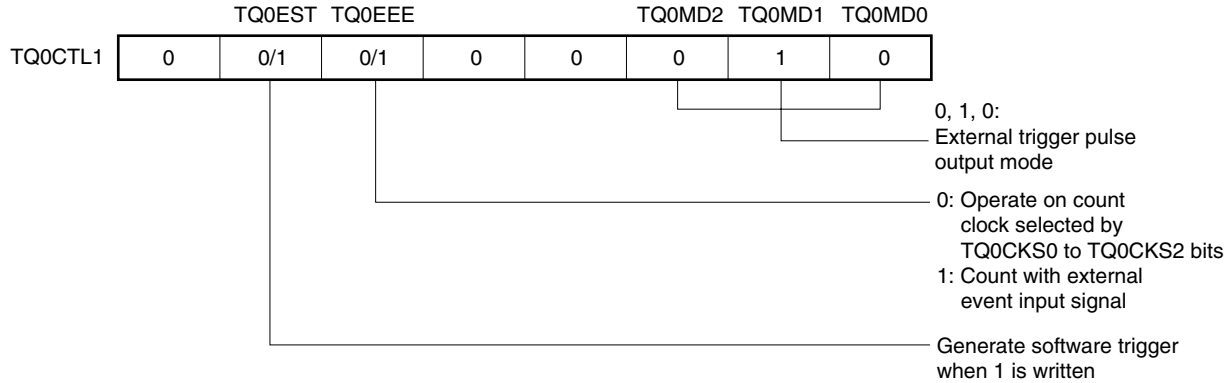 TQ0EST TQ0EEE TQ0MD2 TQ0MD1 TQ0MD0
TQ0CTL1 0 0/1 0/1 0 0 0 1 0
0, 1, 0:
External trigger pulse
output mode
0: Operate on count
clock selected by
TQ0CKS0 to TQ0CKS2 bits
1: Count with external
event input signal
Generate software trigger
when 1 is written